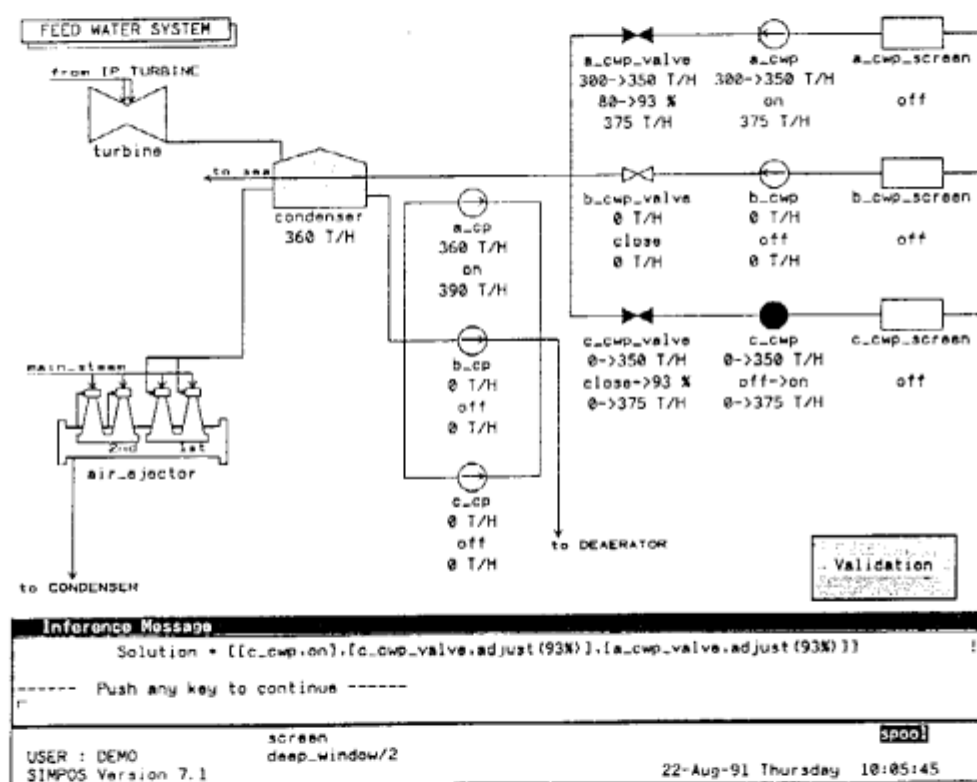 FEED WATER SYSTEM
from IP TURBINE
turbine
to sea
condenser
360 T/H
main_steam
2nd
1st
air_ejector
to CONDENSER
a_cp
360 T/H
on
390 T/H
b_cp
0 T/H
off
0 T/H
c_cp
0 T/H
off
0 T/H
to DEAERATOR
a_cwp_valve
300->350 T/H
80->93 %
375 T/H
a_cwp
300->350 T/H
on
375 T/H
a_cwp_screen
off
b_cwp_valve
0 T/H
close
0 T/H
b_cwp
0 T/H
off
0 T/H
b_cwp_screen
off
c_cwp_valve
0->350 T/H
close->93 %
0->375 T/H
c_cwp
0->350 T/H
off->on
0->375 T/H
c_cwp_screen
off
Validation
Inference Message
Solution = [[c_cwp,on],[c_cwp_valve,adjust(93%)],[a_cwp_valve,adjust(93%)]]
------ Push any key to continue ------
screen
spool
USER : DEMO
deep_window/2
SIMPOS Version 7.1
22-Aug-91 Thursday 10:05:45